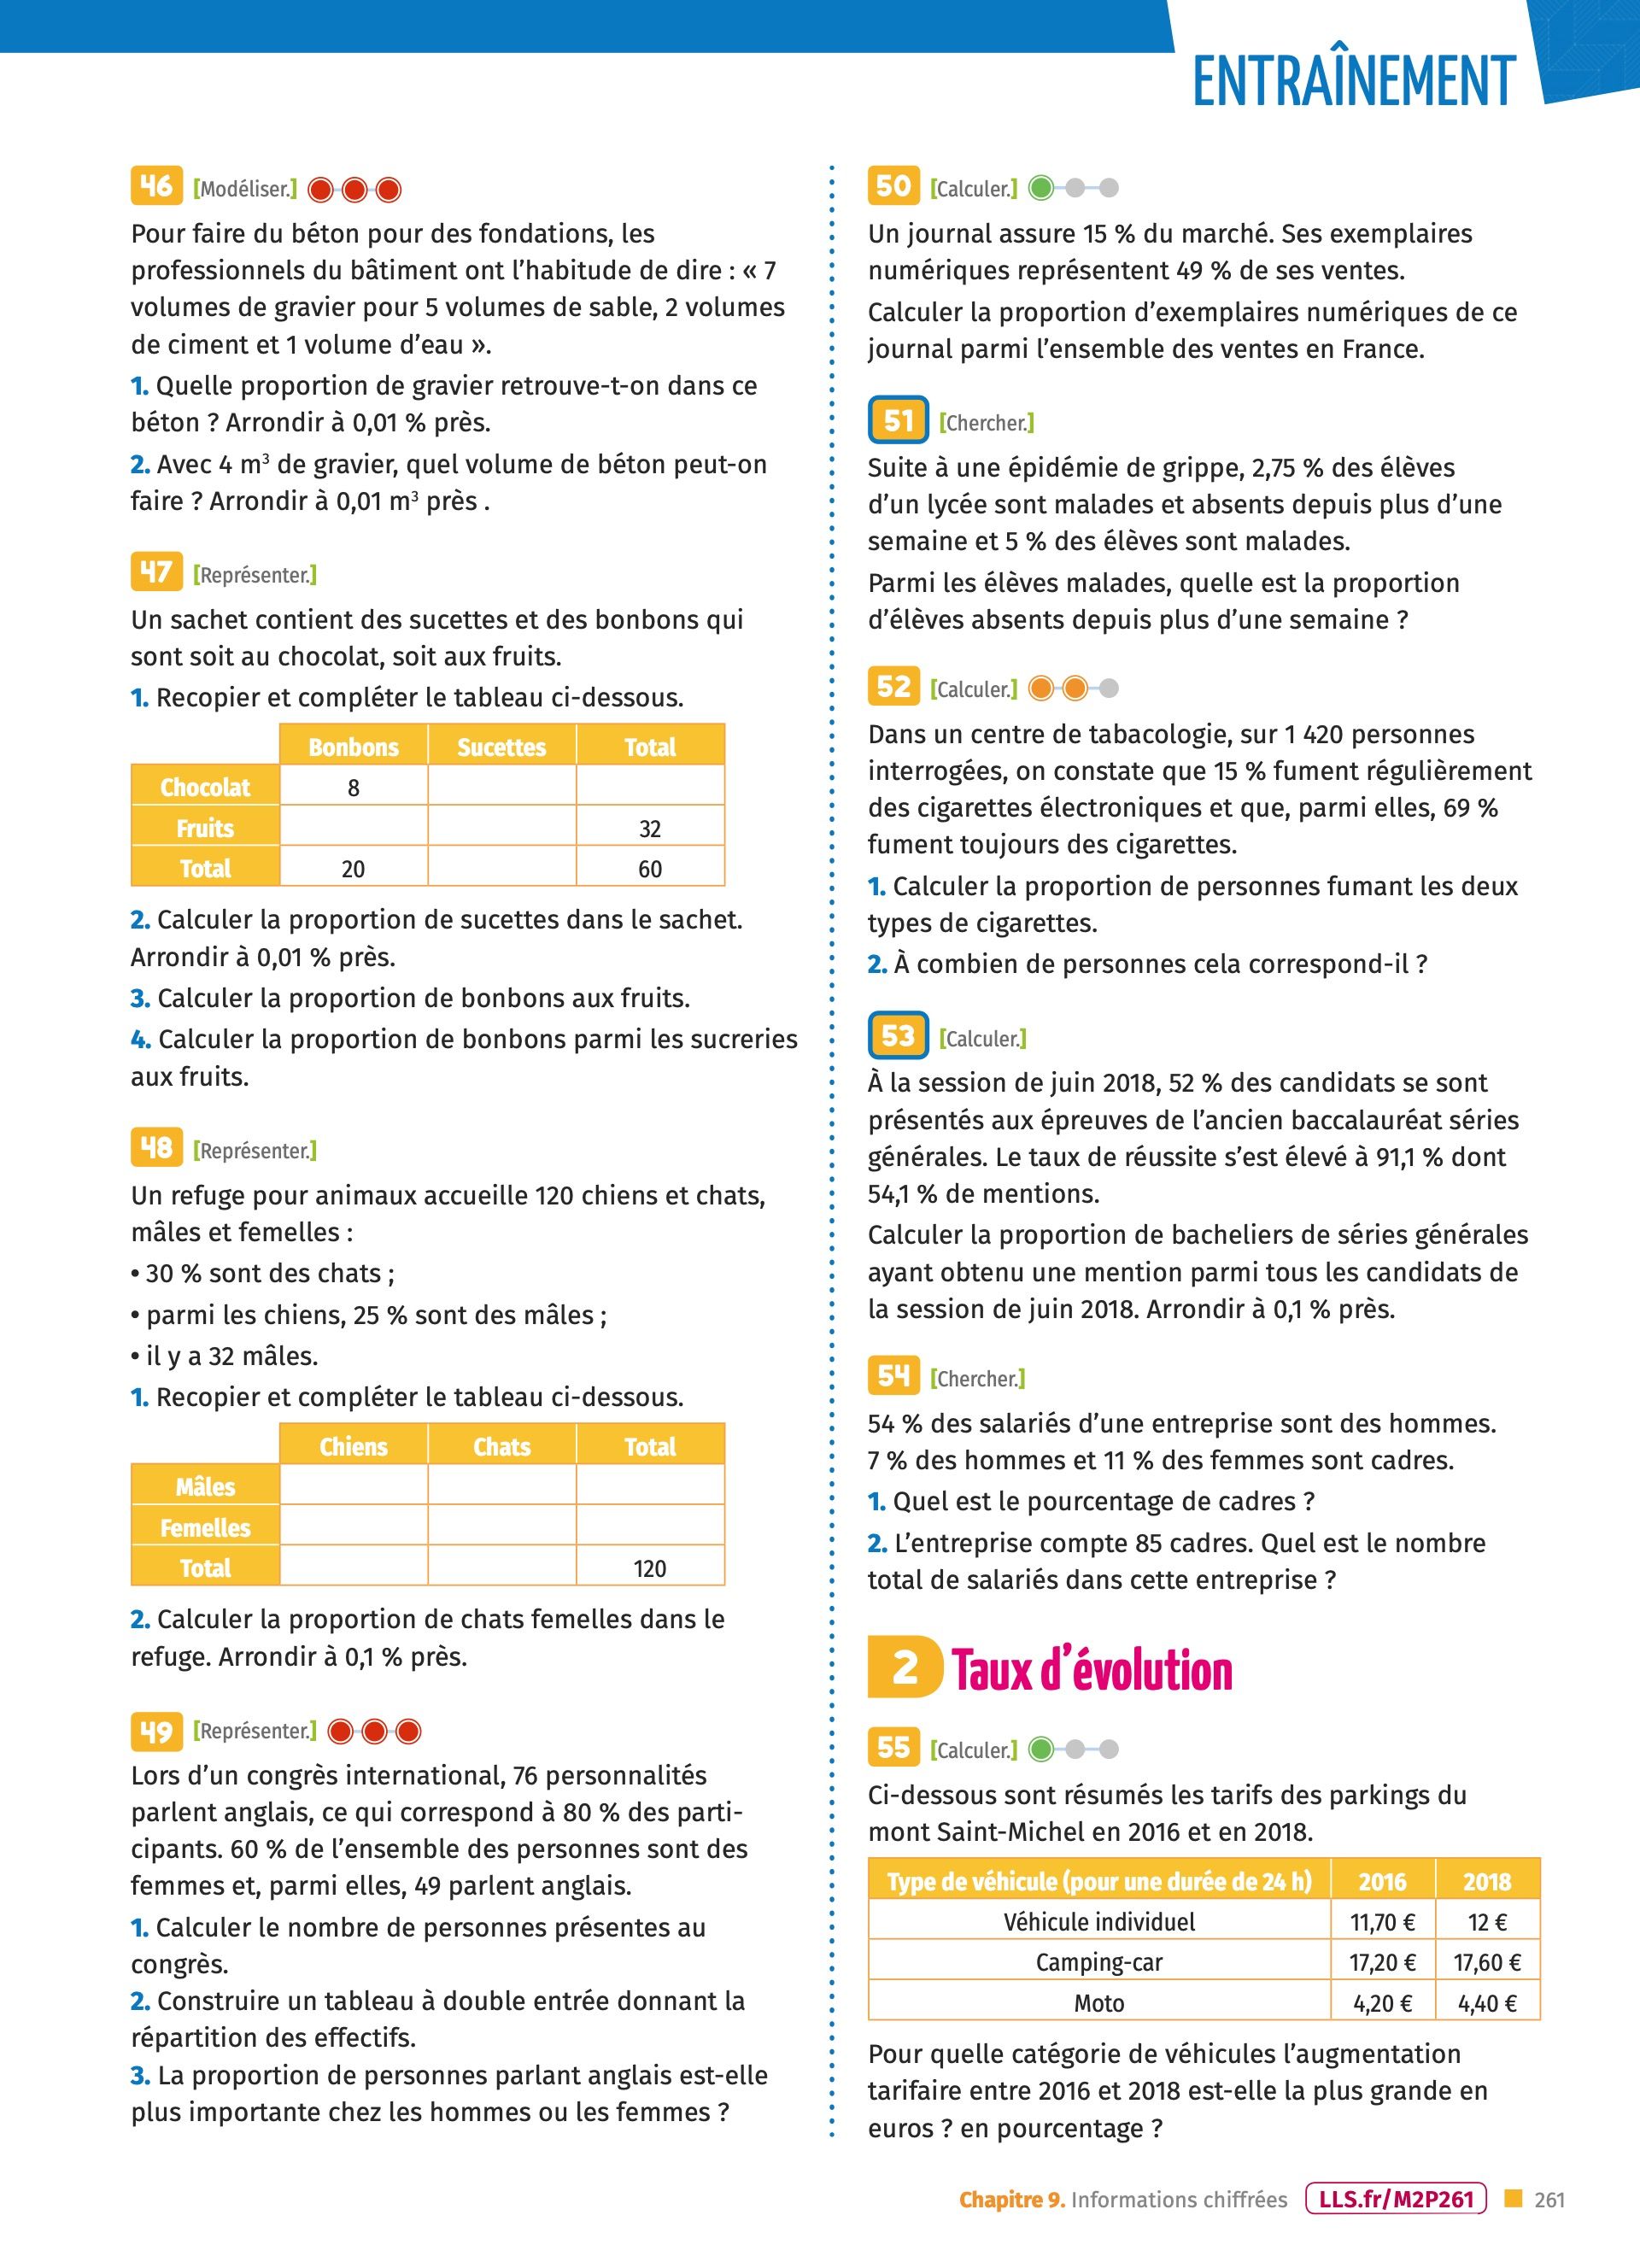 ENTRAÎNEMENT
46 [Modéliser.]
Pour faire du béton pour des fondations, les
professionnels du bâtiment ont l'habitude de dire : « 7
volumes de gravier pour 5 volumes de sable, 2 volumes
de ciment et 1 volume d'eau ».
1. Quelle proportion de gravier retrouve-t-on dans ce
béton ? Arrondir à 0,01 % près.
2. Avec 4 m³ de gravier, quel volume de béton peut-on
faire ? Arrondir à 0,01 m³ près .
47 [Représenter.]
Un sachet contient des sucettes et des bonbons qui
sont soit au chocolat, soit aux fruits.
1. Recopier et compléter le tableau ci-dessous.
Bonbons Sucettes Total
Chocolat 8
Fruits 32
Total 20 60
2. Calculer la proportion de sucettes dans le sachet.
Arrondir à 0,01 % près.
3. Calculer la proportion de bonbons aux fruits.
4. Calculer la proportion de bonbons parmi les sucreries
aux fruits.
48 [Représenter.]
Un refuge pour animaux accueille 120 chiens et chats,
mâles et femelles :
• 30 % sont des chats ;
• parmi les chiens, 25 % sont des mâles ;
• il y a 32 mâles.
1. Recopier et compléter le tableau ci-dessous.
Chiens Chats Total
Mâles
Femelles
Total 120
2. Calculer la proportion de chats femelles dans le
refuge. Arrondir à 0,1 % près.
49 [Représenter.]
Lors d'un congrès international, 76 personnalités
parlent anglais, ce qui correspond à 80 % des parti-
cipants. 60 % de l'ensemble des personnes sont des
femmes et, parmi elles, 49 parlent anglais.
1. Calculer le nombre de personnes présentes au
congrès.
2. Construire un tableau à double entrée donnant la
répartition des effectifs.
3. La proportion de personnes parlant anglais est-elle
plus importante chez les hommes ou les femmes ?
50 [Calculer.]
Un journal assure 15 % du marché. Ses exemplaires
numériques représentent 49 % de ses ventes.
Calculer la proportion d'exemplaires numériques de ce
journal parmi l'ensemble des ventes en France.
51 [Chercher.]
Suite à une épidémie de grippe, 2,75 % des élèves
d'un lycée sont malades et absents depuis plus d'une
semaine et 5 % des élèves sont malades.
Parmi les élèves malades, quelle est la proportion
d'élèves absents depuis plus d'une semaine ?
52 [Calculer.]
Dans un centre de tabacologie, sur 1 420 personnes
interrogées, on constate que 15 % fument régulièrement
des cigarettes électroniques et que, parmi elles, 69 %
fument toujours des cigarettes.
1. Calculer la proportion de personnes fumant les deux
types de cigarettes.
2. À combien de personnes cela correspond-il ?
53 [Calculer.]
À la session de juin 2018, 52 % des candidats se sont
présentés aux épreuves de l'ancien baccalauréat séries
générales. Le taux de réussite s'est élevé à 91,1 % dont
54,1 % de mentions.
Calculer la proportion de bacheliers de séries générales
ayant obtenu une mention parmi tous les candidats de
la session de juin 2018. Arrondir à 0,1 % près.
54 [Chercher.]
54 % des salariés d'une entreprise sont des hommes.
7 % des hommes et 11 % des femmes sont cadres.
1. Quel est le pourcentage de cadres ?
2. L'entreprise compte 85 cadres. Quel est le nombre
total de salariés dans cette entreprise ?
2 Taux d'évolution
55 [Calculer.]
Ci-dessous sont résumés les tarifs des parkings du
mont Saint-Michel en 2016 et en 2018.
Type de véhicule (pour une durée de 24 h) 2016 2018
Véhicule individuel 11,70 € 12 €
Camping-car 17,20 € 17,60 €
Moto 4,20 € 4,40 €
Pour quelle catégorie de véhicules l'augmentation
tarifaire entre 2016 et 2018 est-elle la plus grande en
euros ? en pourcentage ?
Chapitre 9. Informations chiffrées LLS.fr/M2P261 261